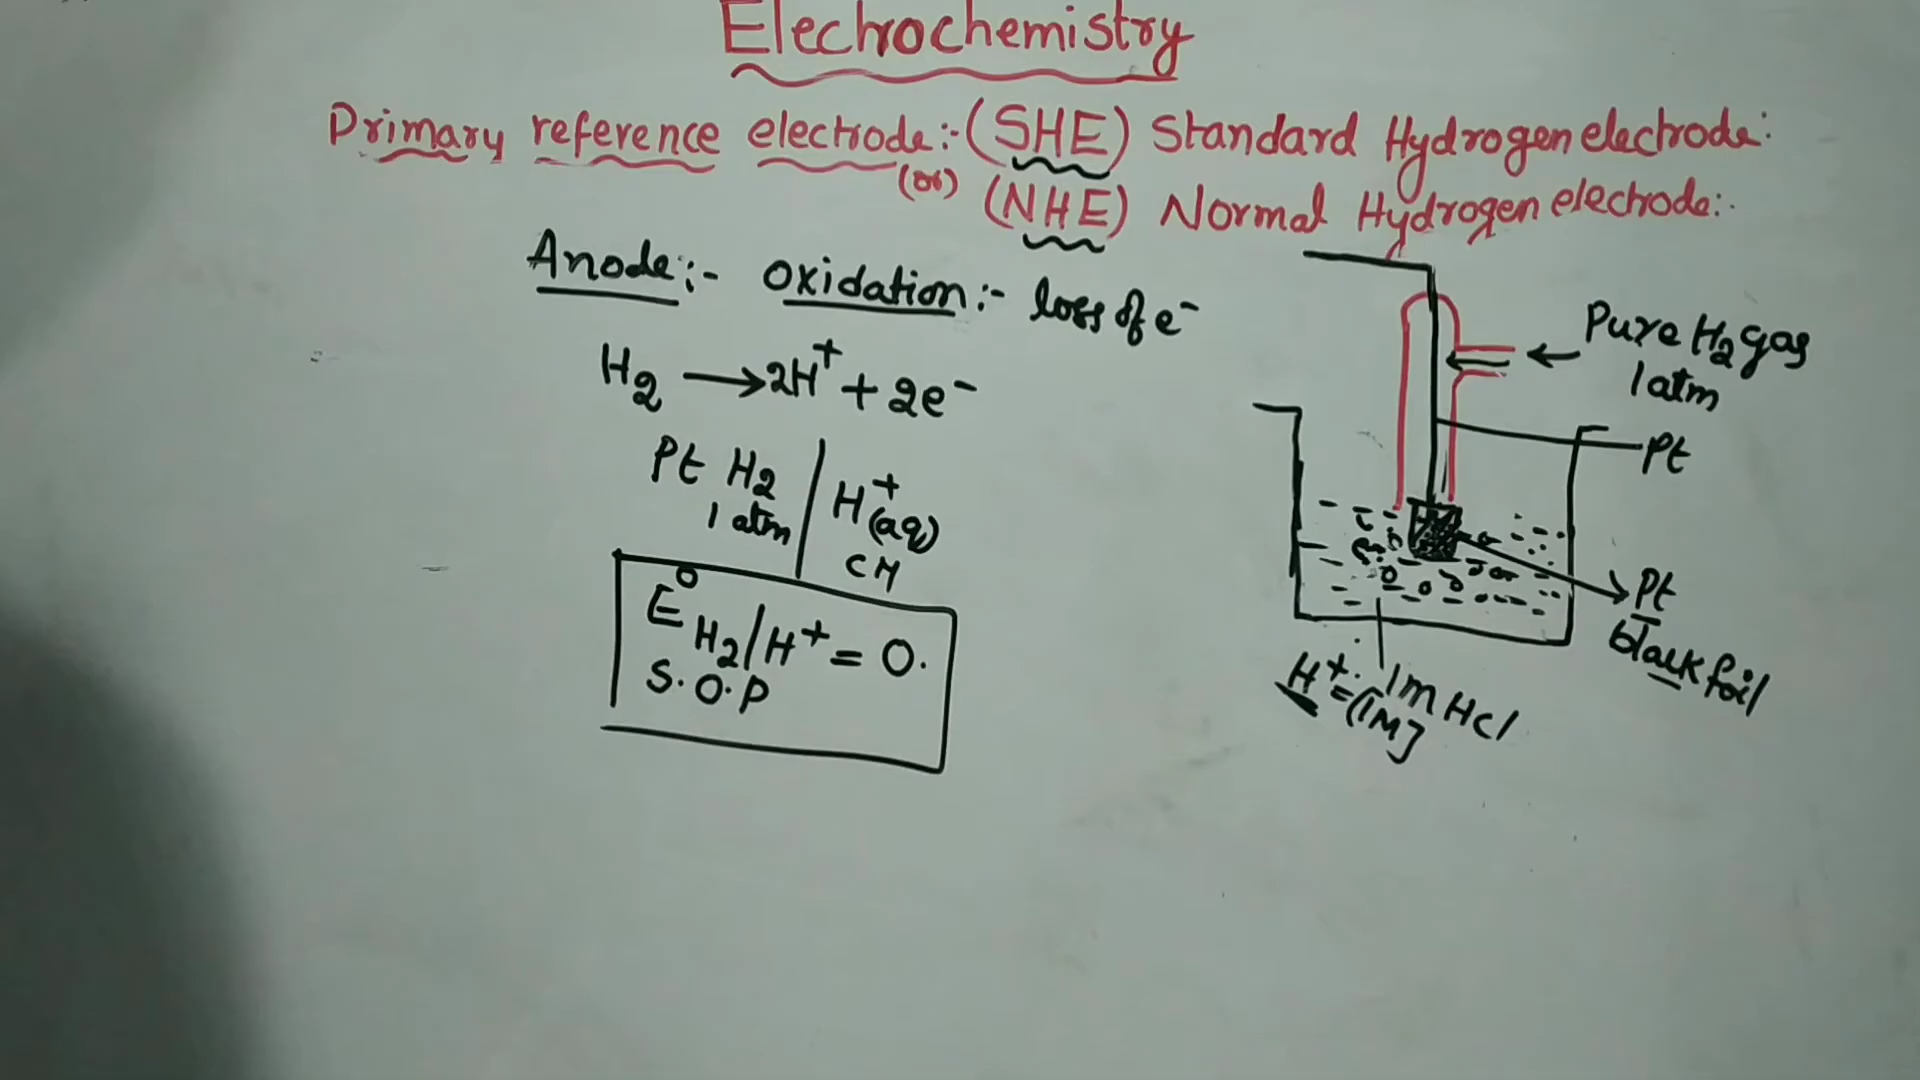 Electrochemistry
Primary reference electrode:- (SHE) Standard Hydrogen electrode:
(or) (NHE) Normal Hydrogen electrode:-
Anode:- Oxidation:- loss of e⁻
H₂ → 2H⁺ + 2e⁻
Pt H₂ | H⁺(aq)
1 atm CM
E°H₂/H⁺ = 0.
S.O.P
Pure H₂ gas
1 atm
Pt
Pt
black foil
1M HCl
H⁺ = [1M]